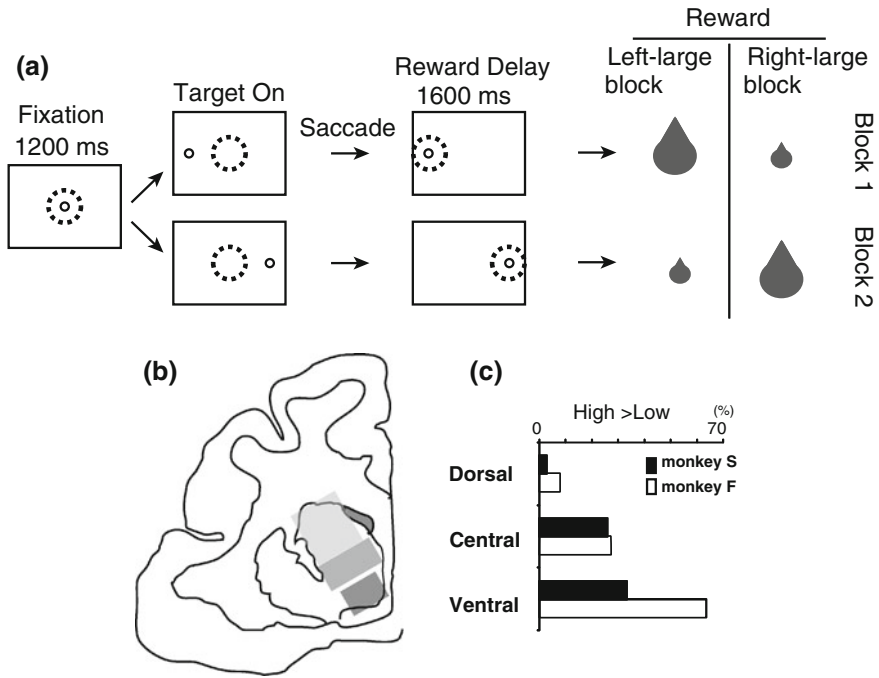 (a)
Fixation
1200 ms
Target On
Saccade
Reward Delay
1600 ms
Reward
Left-large
block
Right-large
block
Block 1
Block 2
(b)
(c)
High >Low
(%)
0
70
monkey S
monkey F
Dorsal
Central
Ventral